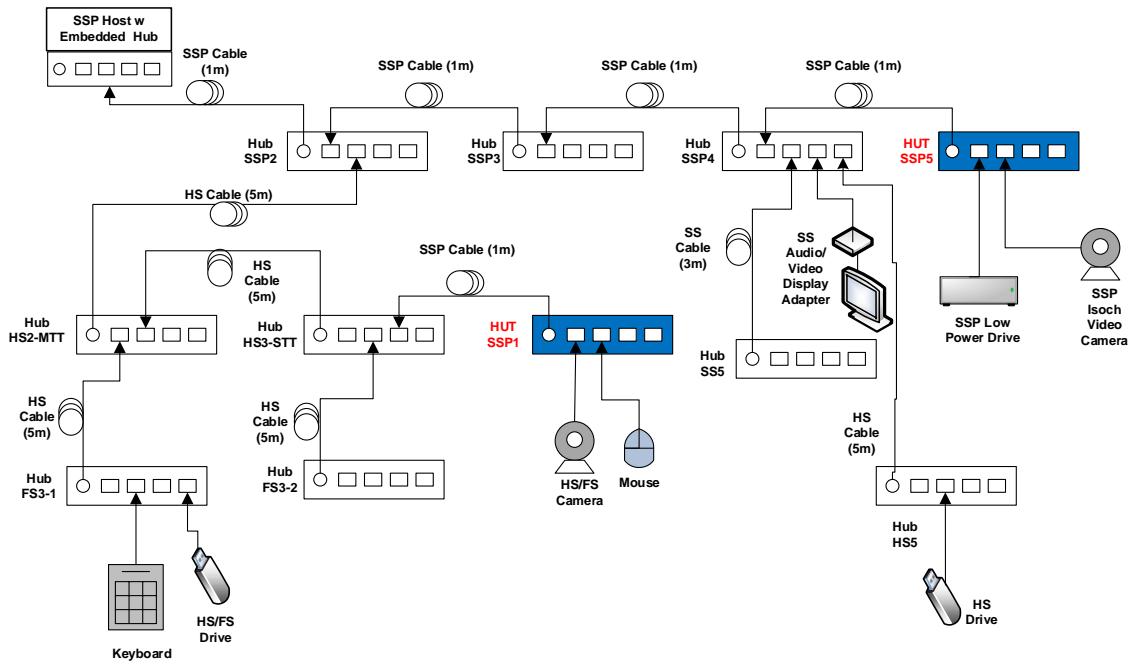 SSP Host w
Embedded Hub
SSP Cable
(1m)
SSP Cable (1m)
SSP Cable (1m)
SSP Cable (1m)
Hub
SSP2
Hub
SSP3
Hub
SSP4
HUT
SSP5
HS Cable (5m)
HS
Cable
(5m)
SSP Cable (1m)
SS
Cable
(3m)
SS
Audio/
Video
Display
Adapter
SSP Low
Power Drive
SSP
Isoch
Video
Camera
Hub
HS2-MTT
Hub
HS3-STT
HUT
SSP1
Hub
SS5
HS
Cable
(5m)
HS
Cable
(5m)
HS
Cable
(5m)
Hub
FS3-1
Hub
FS3-2
HS/FS
Camera
Mouse
Hub
HS5
HS/FS
Drive
HS
Drive
Keyboard